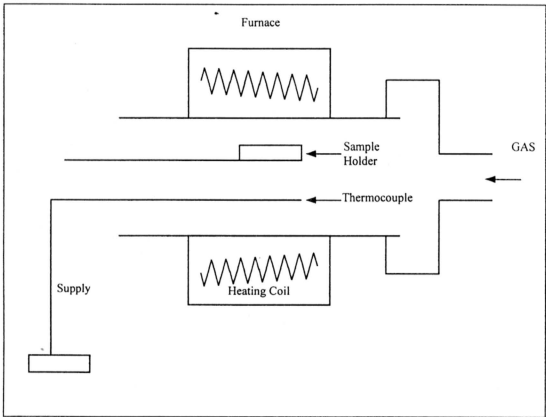 Furnace
Sample
Holder
GAS
Thermocouple
Supply
Heating Coil